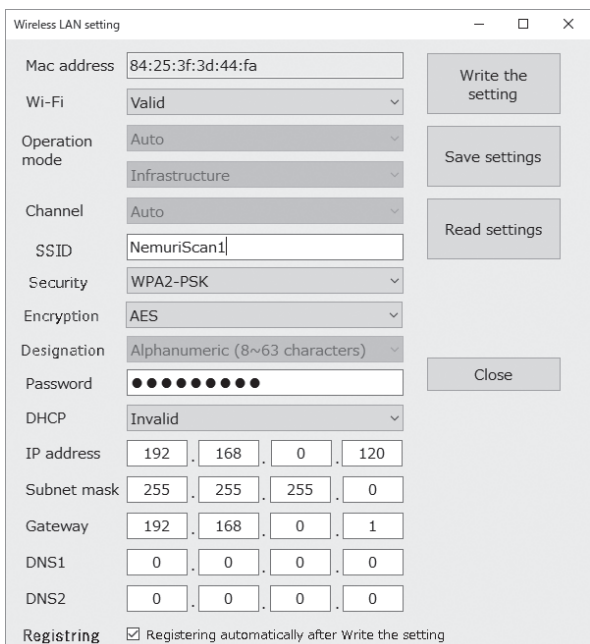 Wireless LAN setting
Mac address 84:25:3f:3d:44:fa
Write the setting
Wi-Fi Valid
Operation mode Auto
Infrastructure
Save settings
Channel Auto
Read settings
SSID NemuriScan1
Security WPA2-PSK
Encryption AES
Designation Alphanumeric (8~63 characters)
Password ●●●●●●●●●
Close
DHCP Invalid
IP address 192 . 168 . 0 . 120
Subnet mask 255 . 255 . 255 . 0
Gateway 192 . 168 . 0 . 1
DNS1 0 . 0 . 0 . 0
DNS2 0 . 0 . 0 . 0
Registring Registering automatically after Write the setting